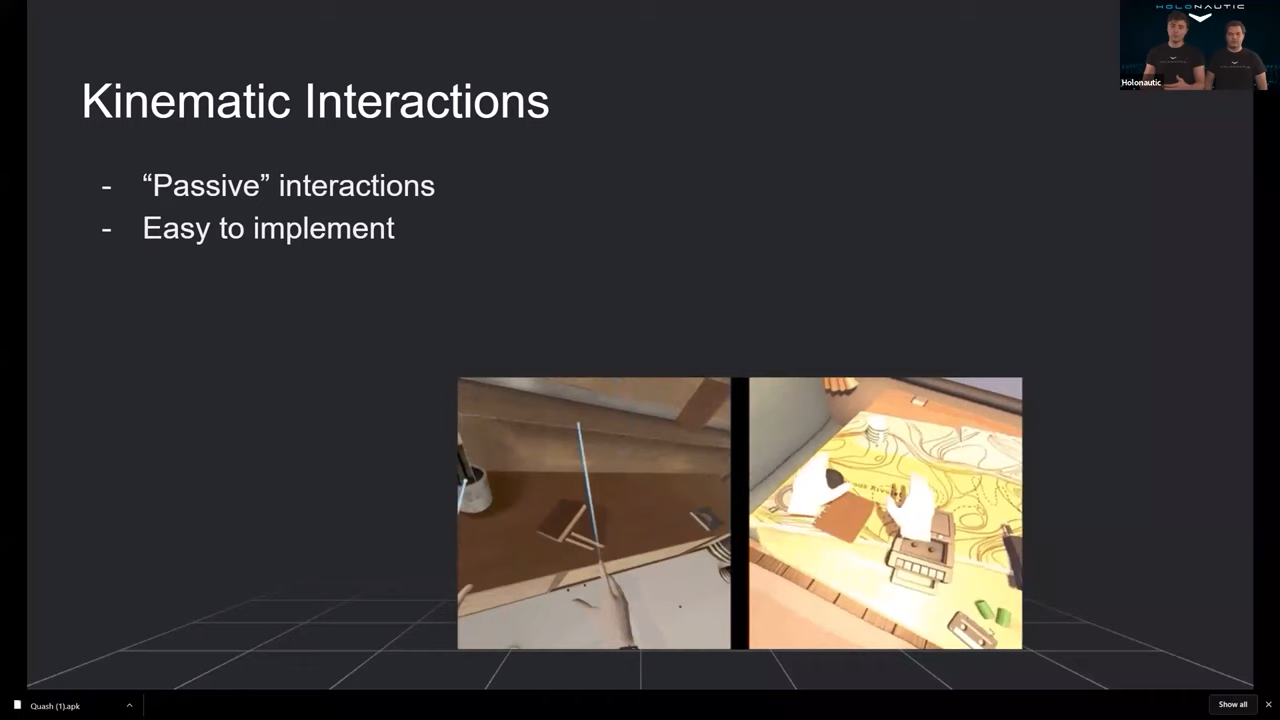 HOLONAUTIC
Holonautic
Kinematic Interactions
- “Passive” interactions
- Easy to implement
Quash (1).apk
Show all